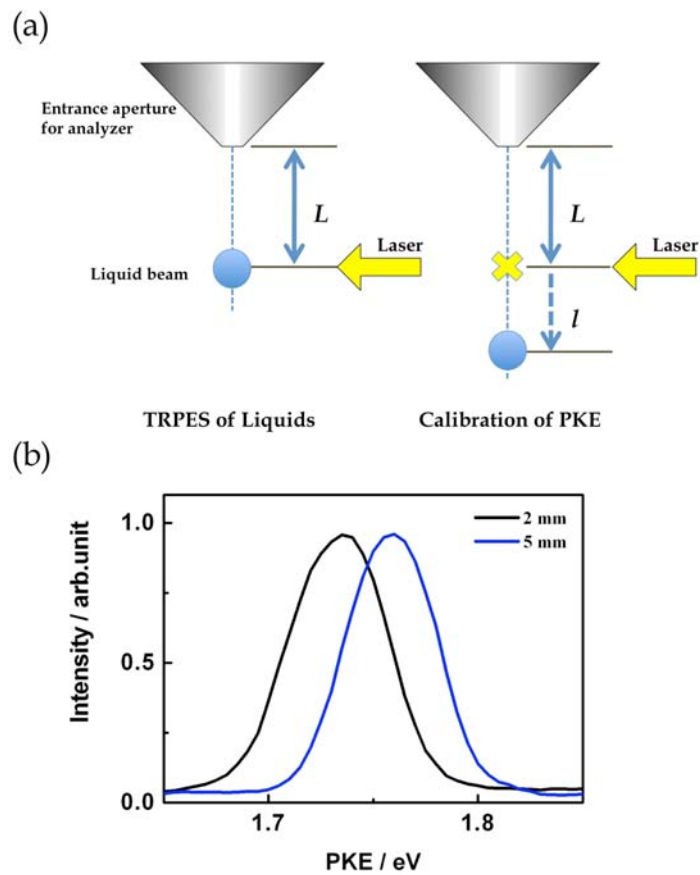 (a)
Entrance aperture
for analyzer
L
L
Laser
Laser
Liquid beam
l
TRPES of Liquids
Calibration of PKE
(b)
2 mm
5 mm
1.0
0.5
0.0
Intensity / arb.unit
1.7
1.8
PKE / eV